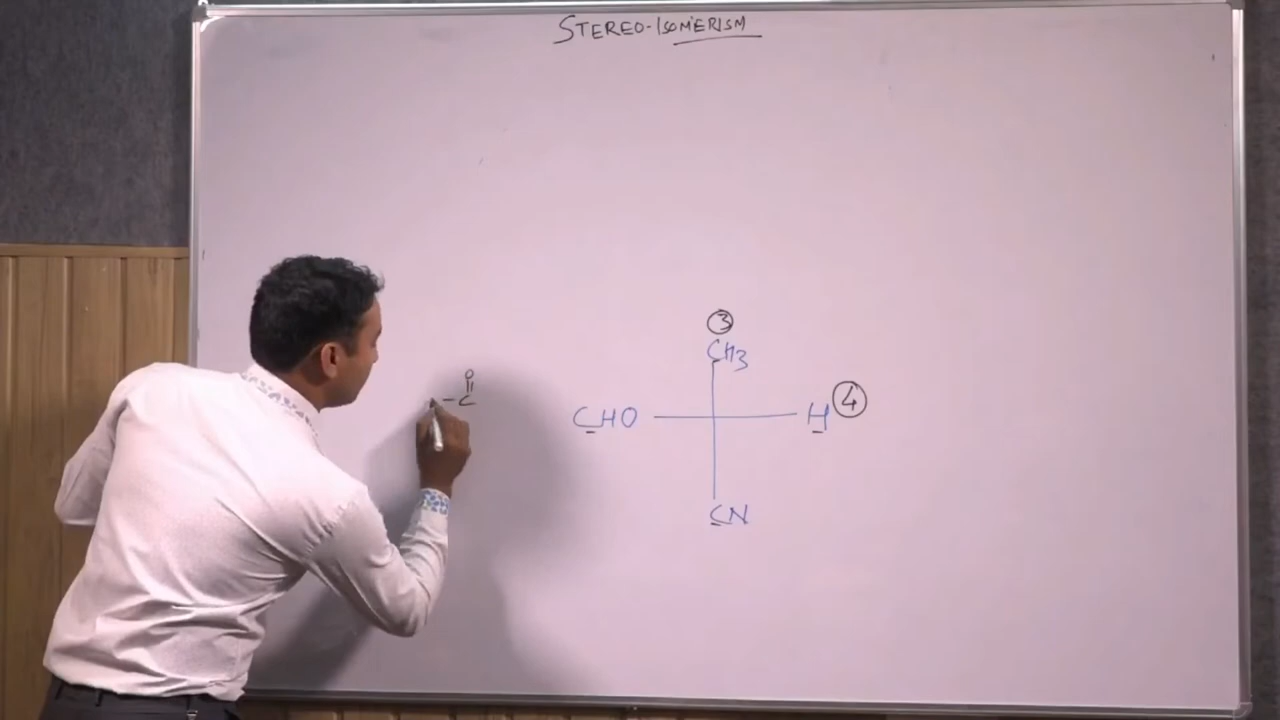 STEREO-ISOMERISM
③
CH3
O
-C
CHO H ④
CN